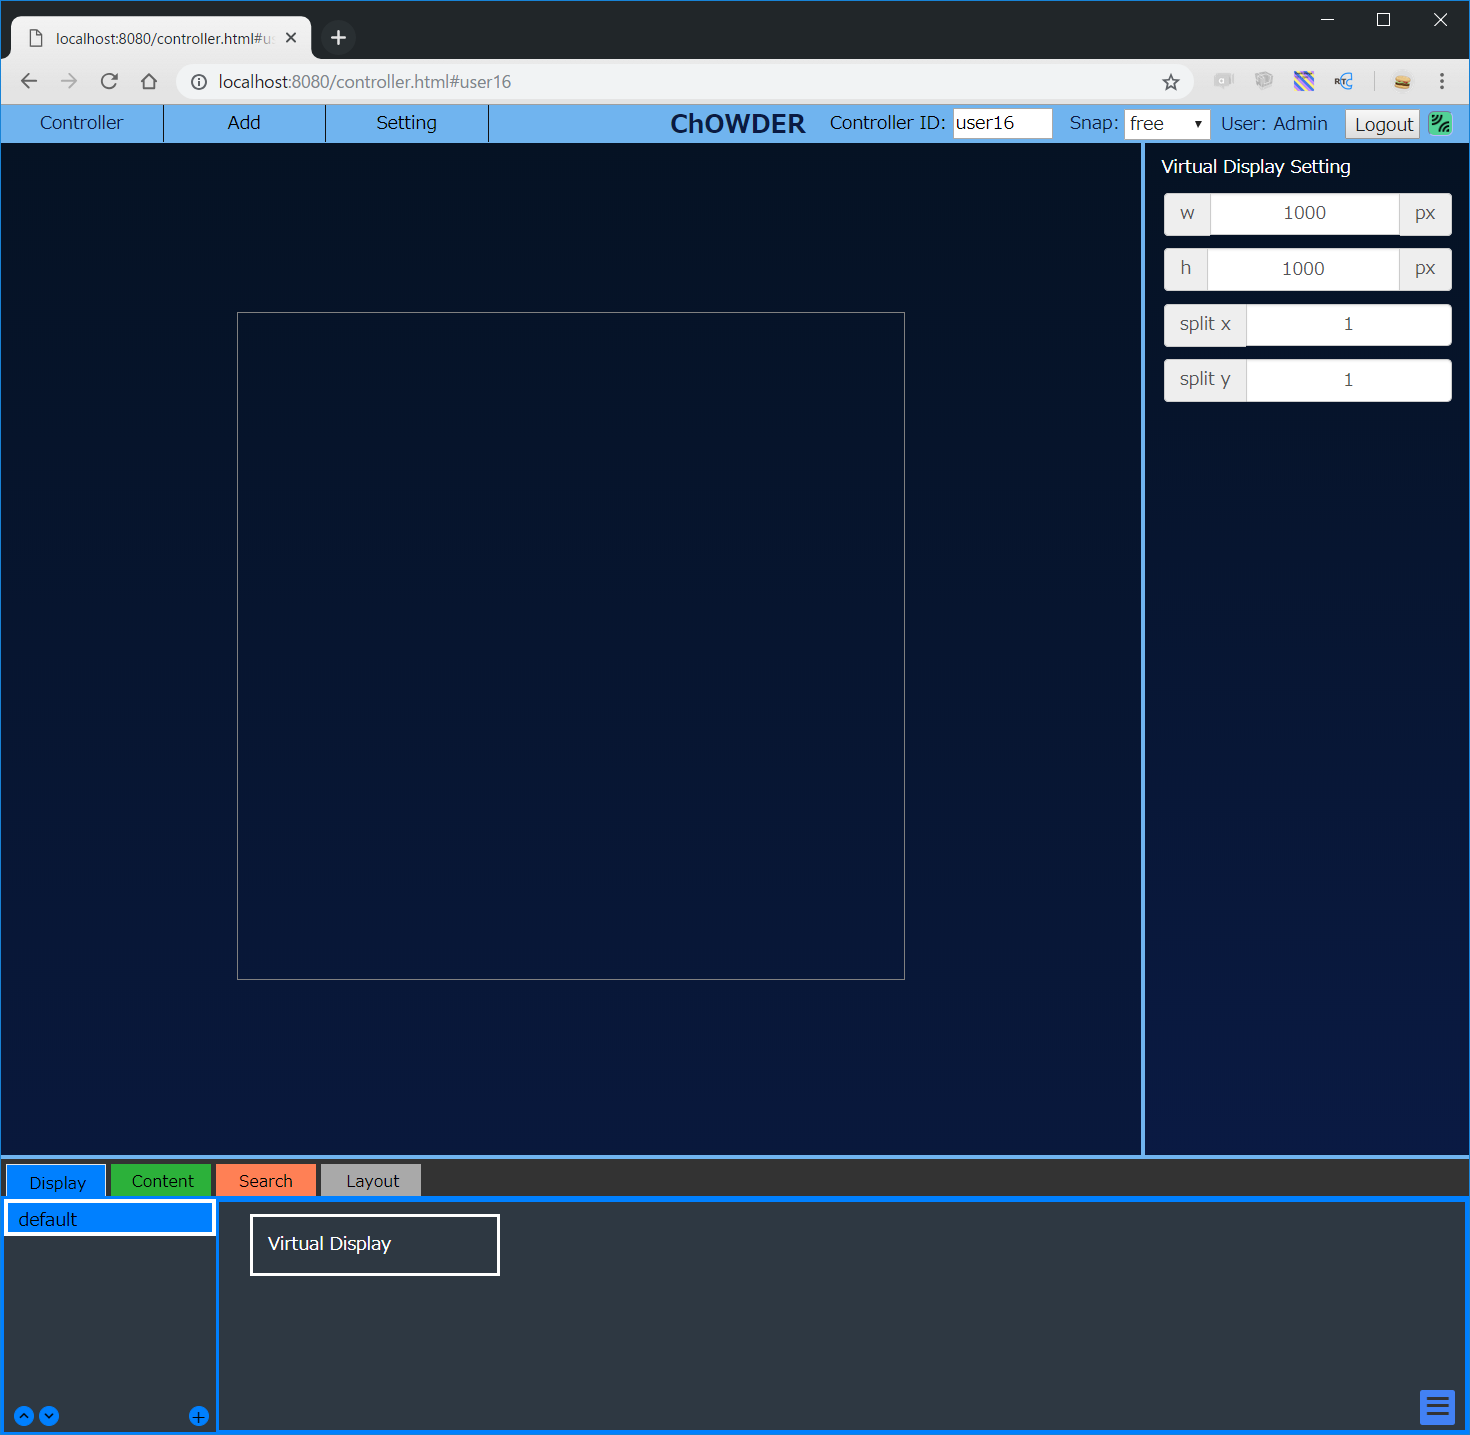 localhost:8080/controller.html#us
localhost:8080/controller.html#user16
Controller Add Setting ChOWDER Controller ID: user16 Snap: free User: Admin Logout
Virtual Display Setting
w 1000 px
h 1000 px
split x 1
split y 1
Display Content Search Layout
default
Virtual Display